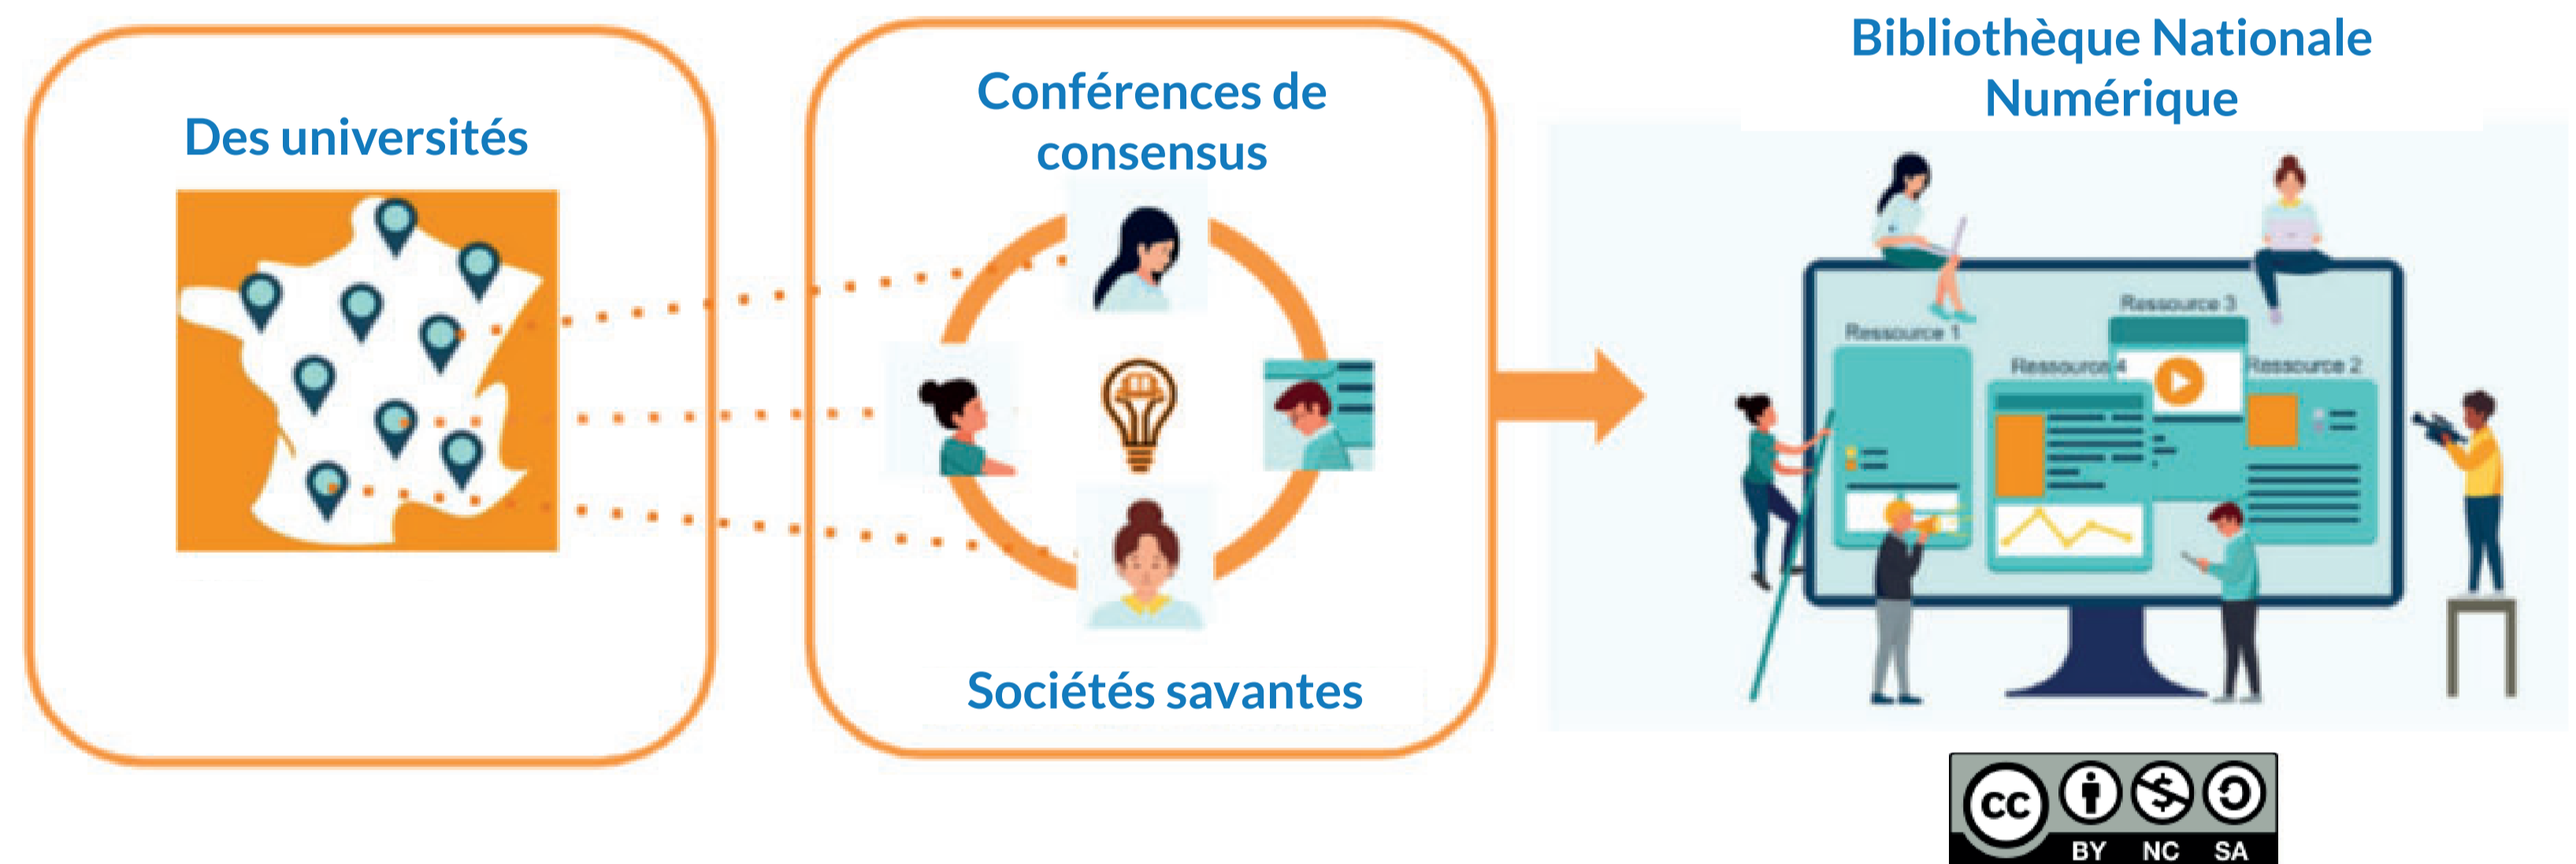 Des universités
Conférences de
consensus
Sociétés savantes
Bibliothèque Nationale
Numérique
Ressource 1
Ressource 3
Ressource 4
Ressource 2
cc
BY NC SA